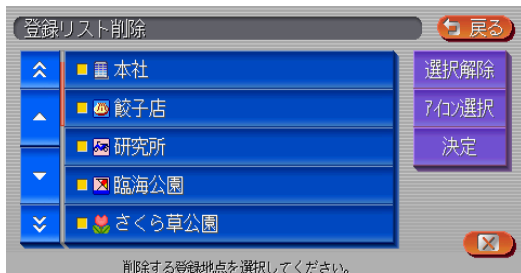 登録リスト削除
戻る
本社
選択解除
餃子店
アイコン選択
研究所
決定
臨海公園
さくら草公園
削除する登録地点を選択してください。